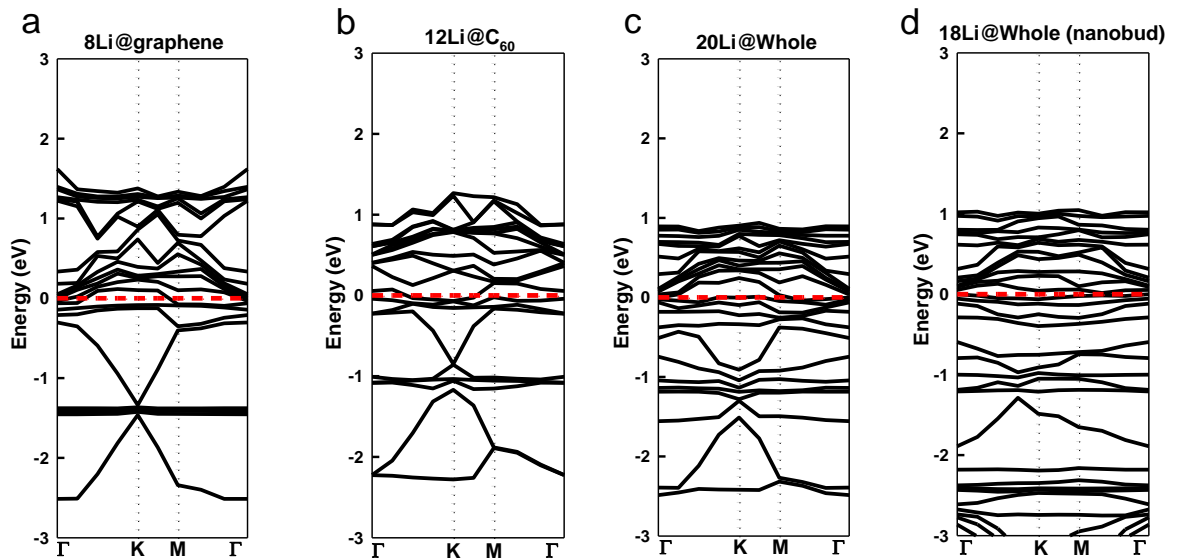 a
8Li@graphene
3
2
1
0
-1
-2
-3
Energy (eV)
Γ K M Γ
b
12Li@C₆₀
3
2
1
0
-1
-2
-3
Energy (eV)
Γ K M Γ
c
20Li@Whole
3
2
1
0
-1
-2
-3
Energy (eV)
Γ K M Γ
d
18Li@Whole (nanobud)
3
2
1
0
-1
-2
-3
Energy (eV)
Γ K M Γ